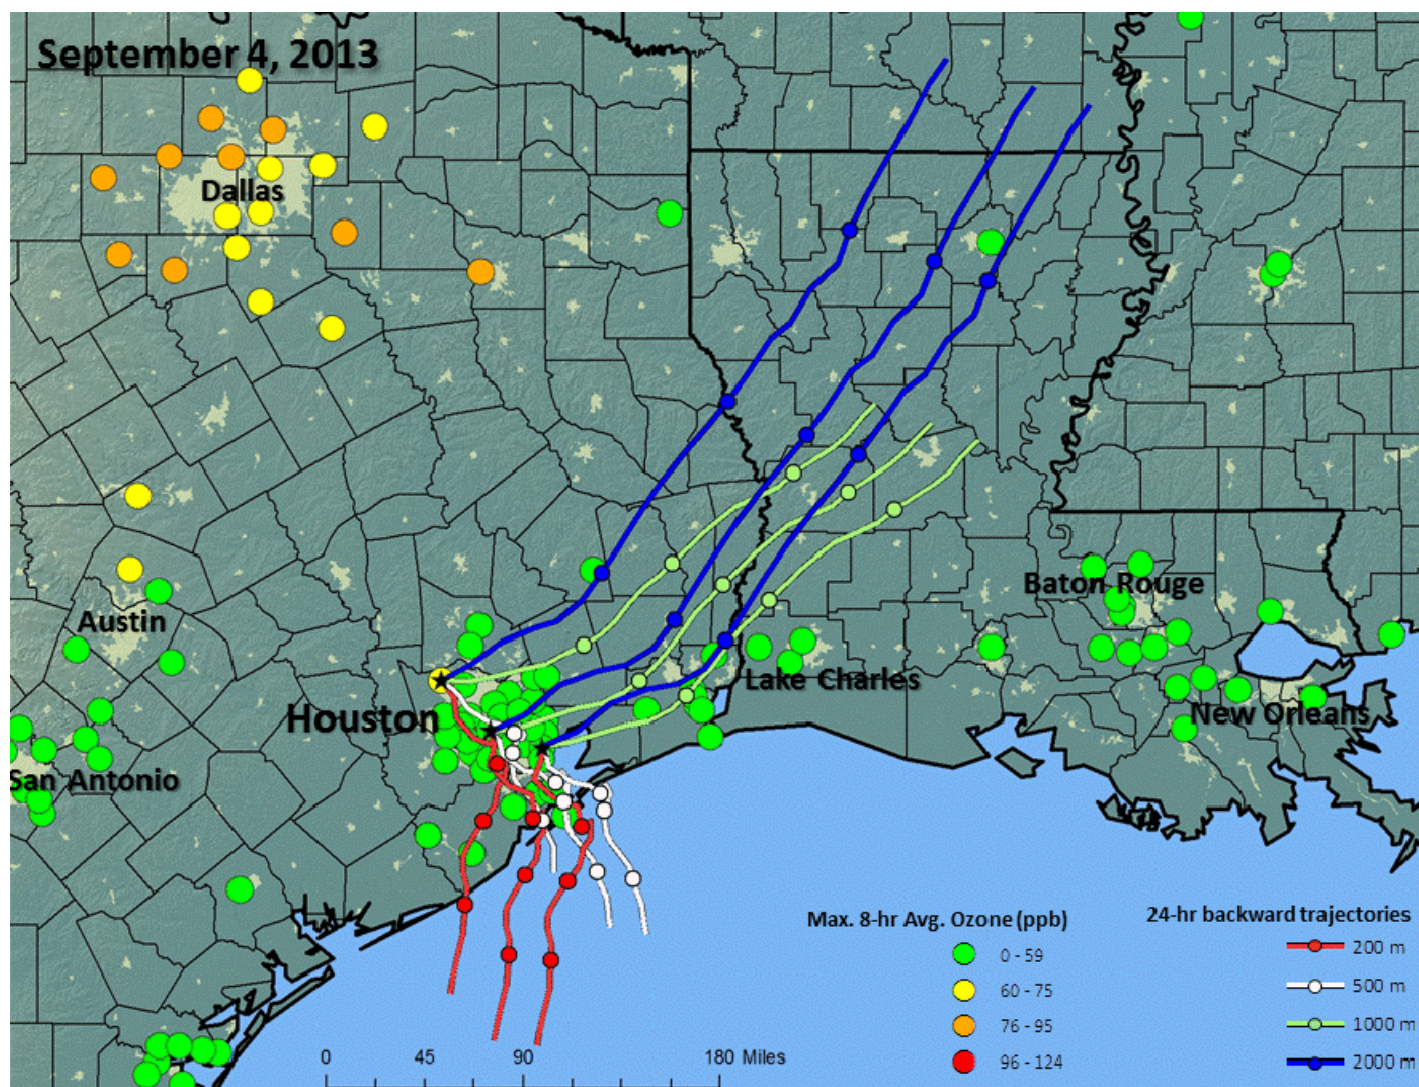 September 4, 2013
Dallas
Austin
Houston
San Antonio
Baton Rouge
Lake Charles
New Orleans
Max. 8-hr Avg. Ozone (ppb)
0 - 59
60 - 75
76 - 95
96 - 124
24-hr backward trajectories
200 m
500 m
1000 m
2000 m
0 45 90 180 Miles